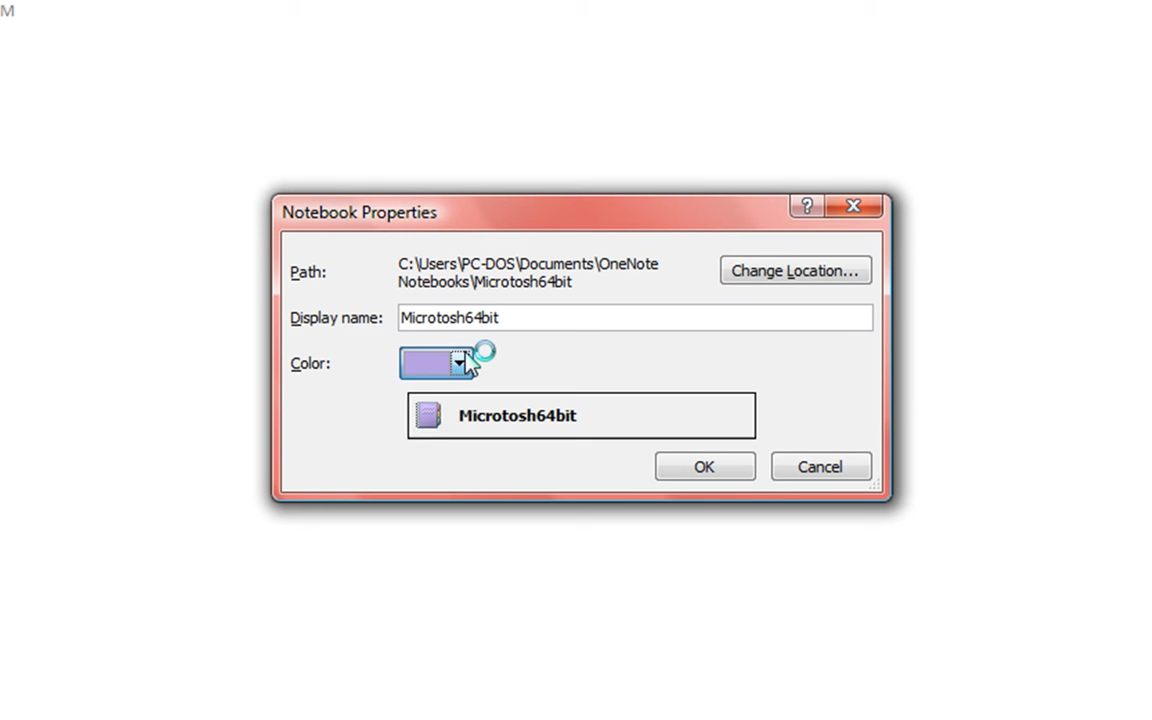 M
Notebook Properties
?
Path:
C:\Users\PC-DOS\Documents\OneNote
Notebooks\Microtosh64bit
Change Location...
Display name:
Microtosh64bit
Color:
Microtosh64bit
OK
Cancel